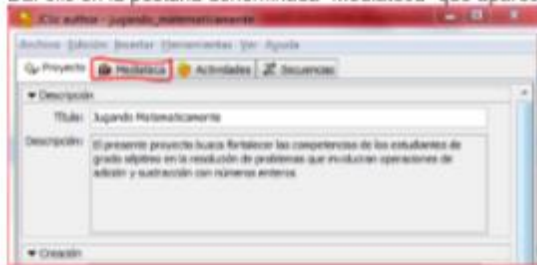 Dar clic en la pestaña denominada "Mediateca" que aparece
JClic author - jugando_matematicamente
Archivo Edición Insertar Herramientas Ver Ayuda
Proyecto Mediateca Actividades Secuencias
Descripción
Título: Jugando Matematicamente
Descripción: El presente proyecto busca fortalecer las competencias de los estudiantes de
grado séptimo en la resolución de problemas que involucran operaciones de
adición y sustracción con números enteros.
Creación